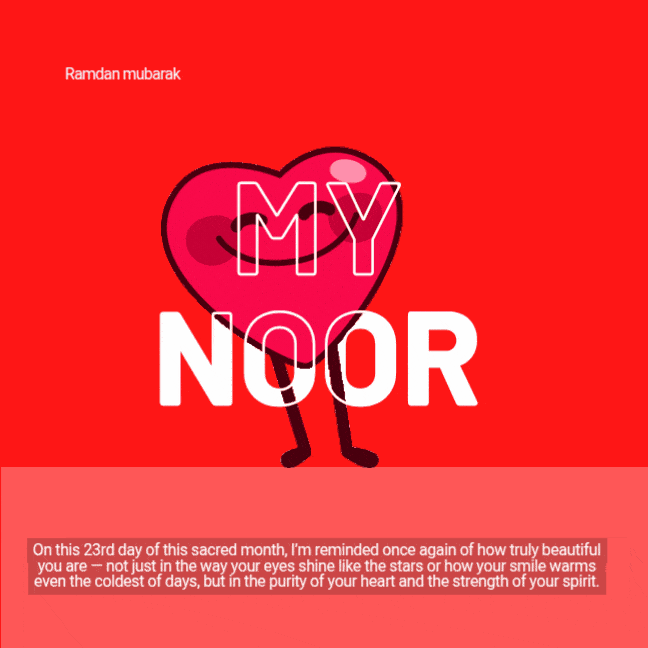 Ramdan mubarak
MY
NOOR
On this 23rd day of this sacred month, I'm reminded once again of how truly beautiful
you are — not just in the way your eyes shine like the stars or how your smile warms
even the coldest of days, but in the purity of your heart and the strength of your spirit.